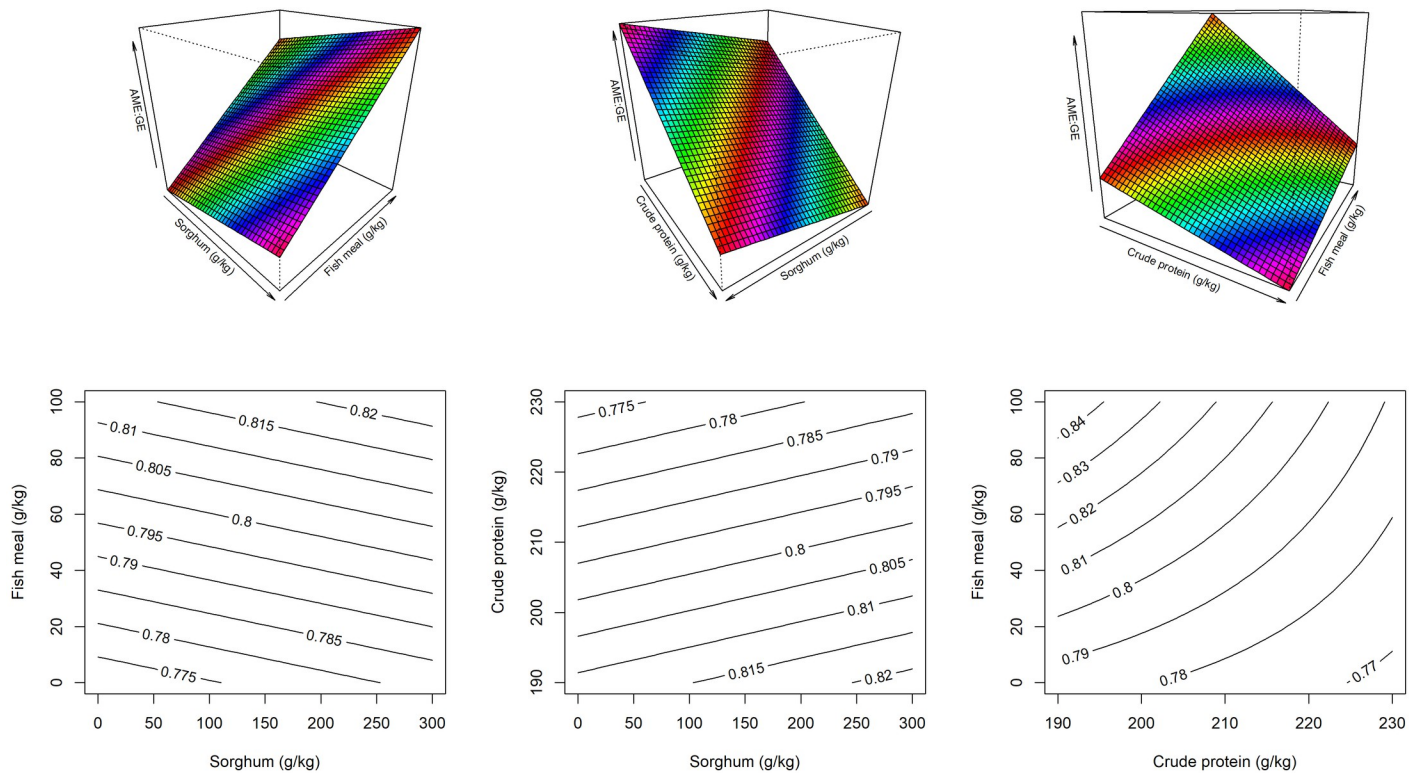 AME:GE
Sorghum (g/kg)
Fish meal (g/kg)
AME:GE
Crude protein (g/kg)
Sorghum (g/kg)
AME:GE
Crude protein (g/kg)
Fish meal (g/kg)
Fish meal (g/kg)
100
80
60
40
20
0
0.82
0.815
0.81
0.805
0.8
0.795
0.79
0.785
0.78
0.775
0 50 100 150 200 250 300
Sorghum (g/kg)
Crude protein (g/kg)
230
220
210
200
190
0.775
0.78
0.785
0.79
0.795
0.8
0.805
0.81
0.815
0.82
0 50 100 150 200 250 300
Sorghum (g/kg)
Fish meal (g/kg)
100
80
60
40
20
0
0.84
0.83
0.82
0.81
0.8
0.79
0.78
0.77
190 200 210 220 230
Crude protein (g/kg)